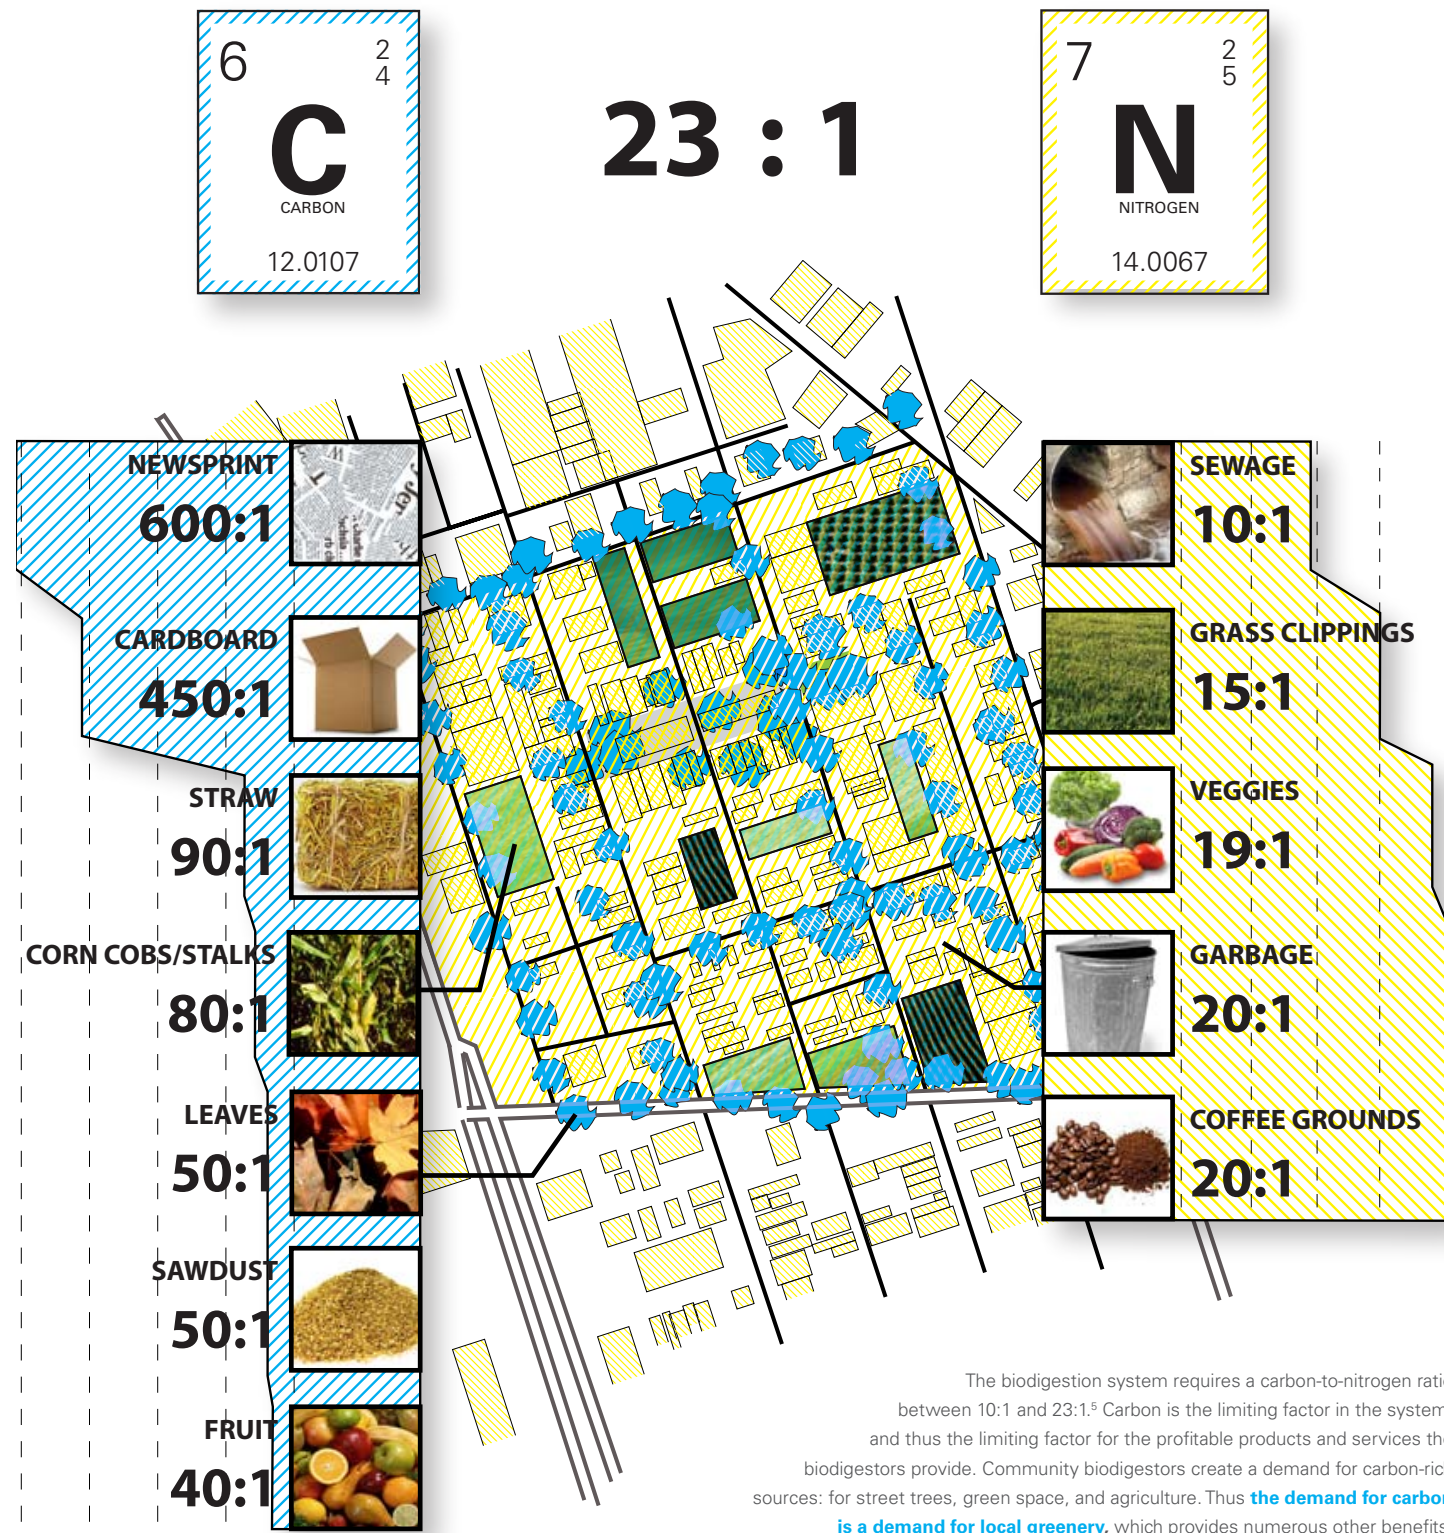 6
2
4
C
CARBON
12.0107
23 : 1
7
2
5
N
NITROGEN
14.0067
NEWSPRINT
600:1
CARDBOARD
450:1
STRAW
90:1
CORN COBS/STALKS
80:1
LEAVES
50:1
SAWDUST
50:1
FRUIT
40:1
SEWAGE
10:1
GRASS CLIPPINGS
15:1
VEGGIES
19:1
GARBAGE
20:1
COFFEE GROUNDS
20:1
The biodigestion system requires a carbon-to-nitrogen rati
between 10:1 and 23:1.⁵ Carbon is the limiting factor in the system
and thus the limiting factor for the profitable products and services th
biodigestors provide. Community biodigestors create a demand for carbon-ric
sources: for street trees, green space, and agriculture. Thus the demand for carbo
is a demand for local greenery, which provides numerous other benefits